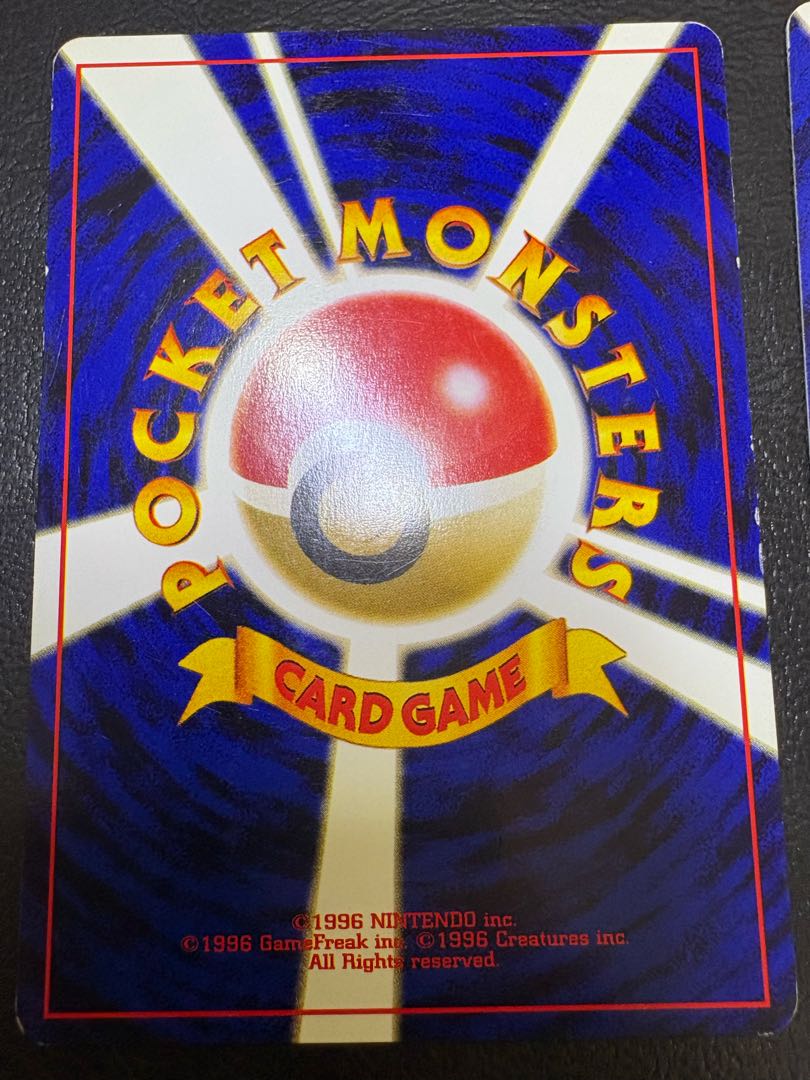 POCKET MONSTERS
CARD GAME
©1996 NINTENDO inc.
©1996 GameFreak inc. ©1996 Creatures inc.
All Rights reserved.